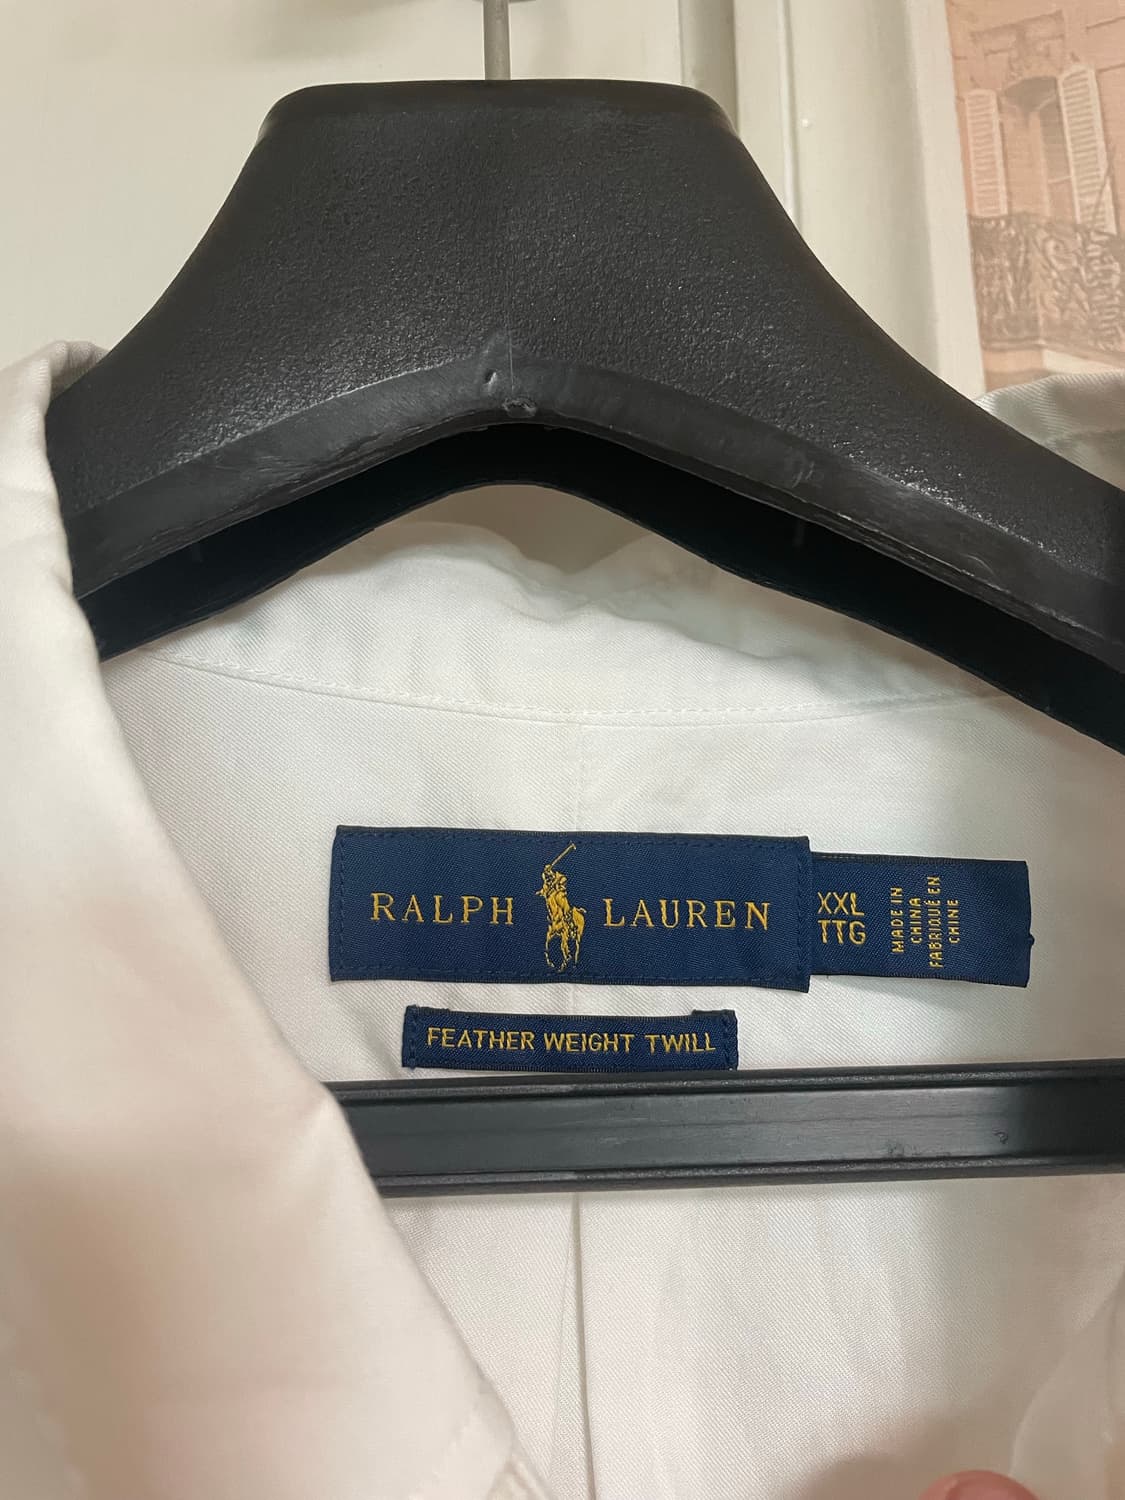 RALPH LAUREN
XXL
TTG
MADE IN
CHINA
FABRIQUÉ EN
CHINE
FEATHER WEIGHT TWILL